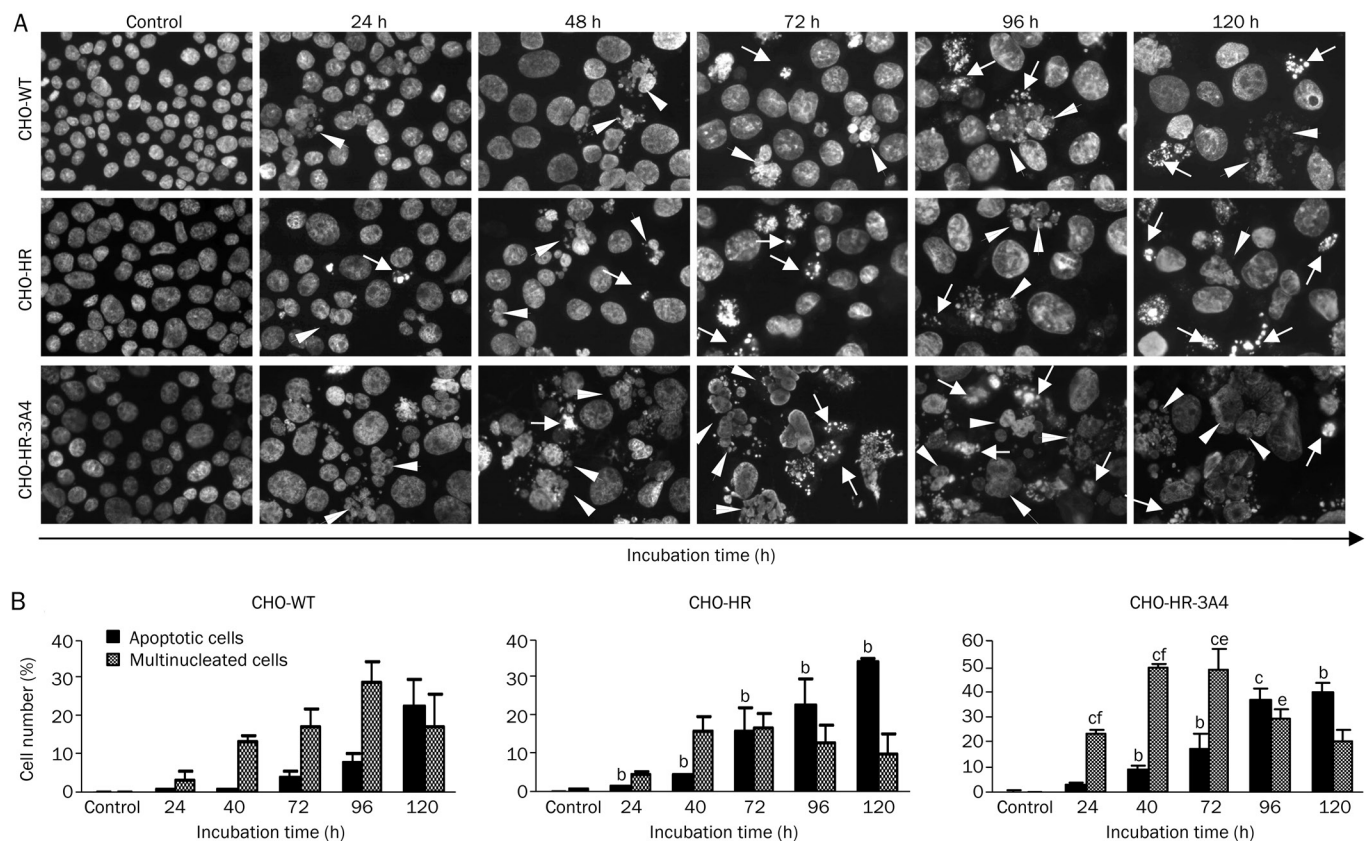 A
Control 24 h 48 h 72 h 96 h 120 h
CHO-WT
CHO-HR
CHO-HR-3A4
Incubation time (h)
B
CHO-WT
Cell number (%)
40
30
20
10
0
Apoptotic cells
Multinucleated cells
Control 24 40 72 96 120
Incubation time (h)
CHO-HR
40
30
20
10
0
b b b b b
Control 24 40 72 96 120
Incubation time (h)
CHO-HR-3A4
60
50
40
30
20
10
0
cf b cf b ce c e b
Control 24 40 72 96 120
Incubation time (h)